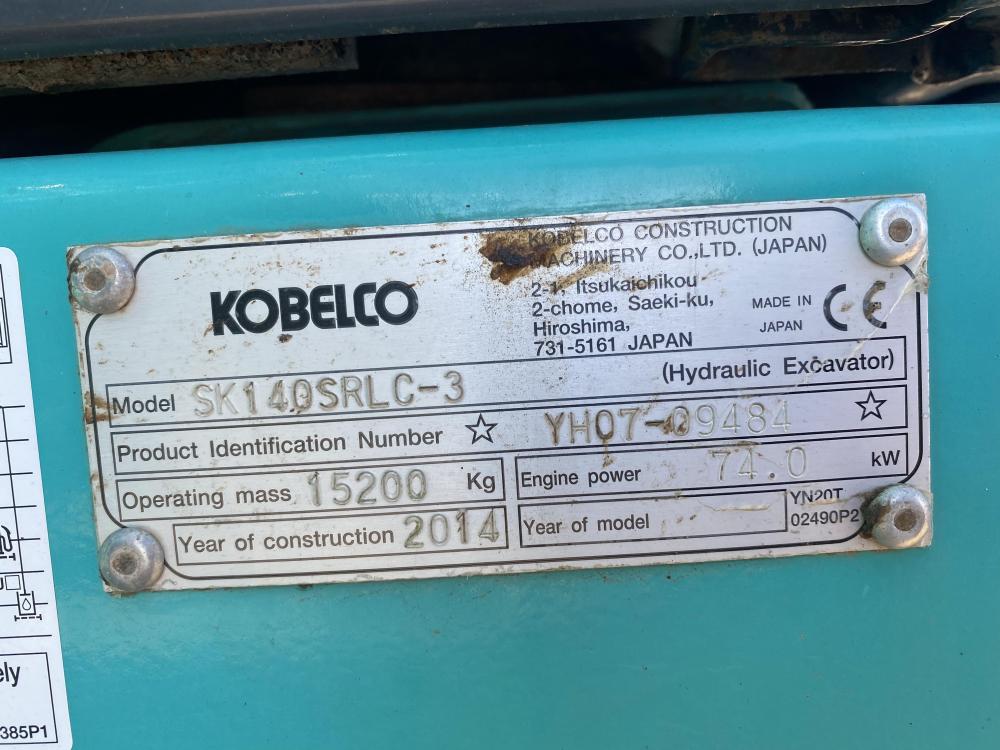 KOBELCO
KOBELCO CONSTRUCTION
MACHINERY CO.,LTD. (JAPAN)
2-1, Itsukaichikou
2-chome, Saeki-ku,
Hiroshima,
731-5161 JAPAN
MADE IN
JAPAN
CE
Model SK140SRLC-3 (Hydraulic Excavator)
Product Identification Number ☆ YH07-09484 ☆
Operating mass 15200 Kg
Engine power 74.0 kW
Year of construction 2014
Year of model
YN20T
02490P2
ely
385P1